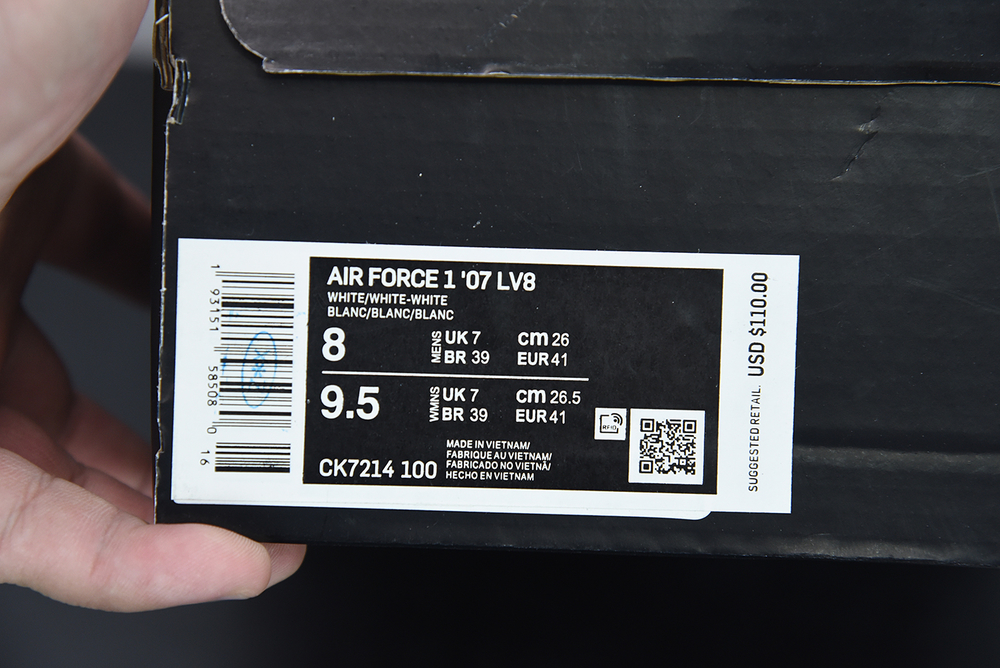 AIR FORCE 1 '07 LV8
WHITE/WHITE-WHITE
BLANC/BLANC/BLANC
8 MENS UK 7 cm 26
BR 39 EUR 41
9.5 WMNS UK 7 cm 26.5
BR 39 EUR 41
RFID
MADE IN VIETNAM/
FABRIQUE AU VIETNAM/
FABRICADO NO VIETNÃ/
HECHO EN VIETNAM
CK7214 100
1 93151 58508 0 16
SUGGESTED RETAIL. USD $110.00